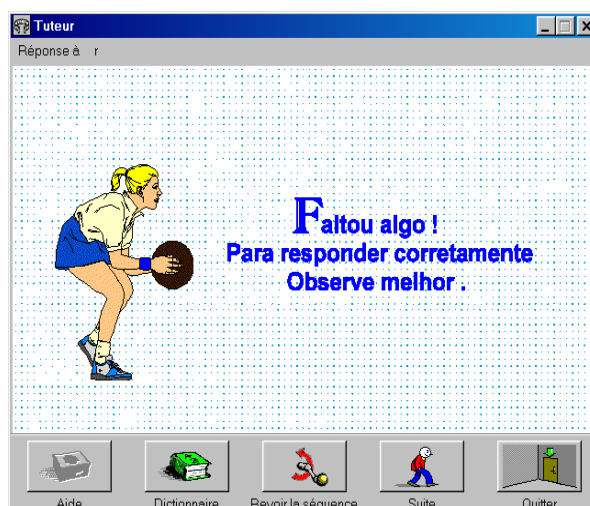 Tuteur
Réponse à r
Faltou algo !
Para responder corretamente
Observe melhor .
Aide
Dictionnaire
Revoir la séquence
Suite
Quitter